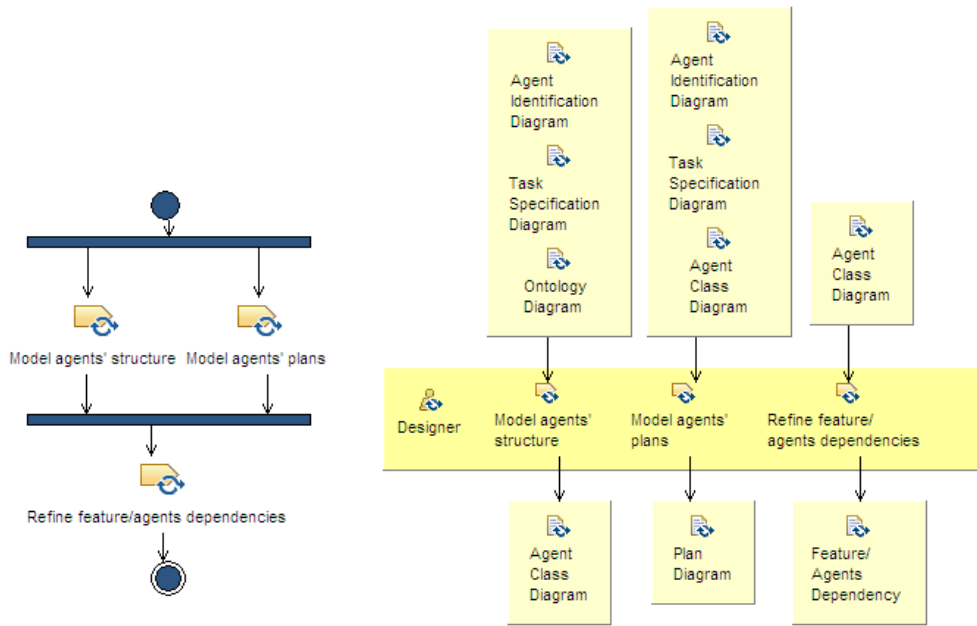 Model agents' structure
Model agents' plans
Refine feature/agents dependencies
Agent
Identification
Diagram
Task
Specification
Diagram
Ontology
Diagram
Agent
Identification
Diagram
Task
Specification
Diagram
Agent
Class
Diagram
Agent
Class
Diagram
Designer
Model agents'
structure
Model agents'
plans
Refine feature/
agents dependencies
Agent
Class
Diagram
Plan
Diagram
Feature/
Agents
Dependency